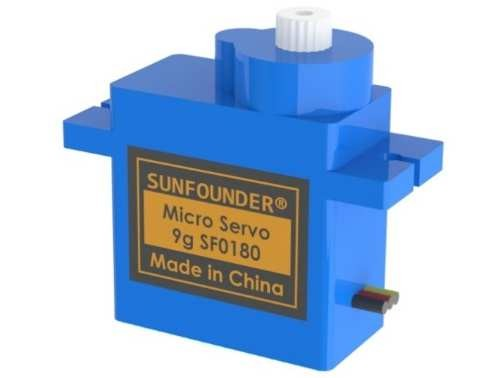 SUNFOUNDER®
Micro Servo
9g SF0180
Made in China